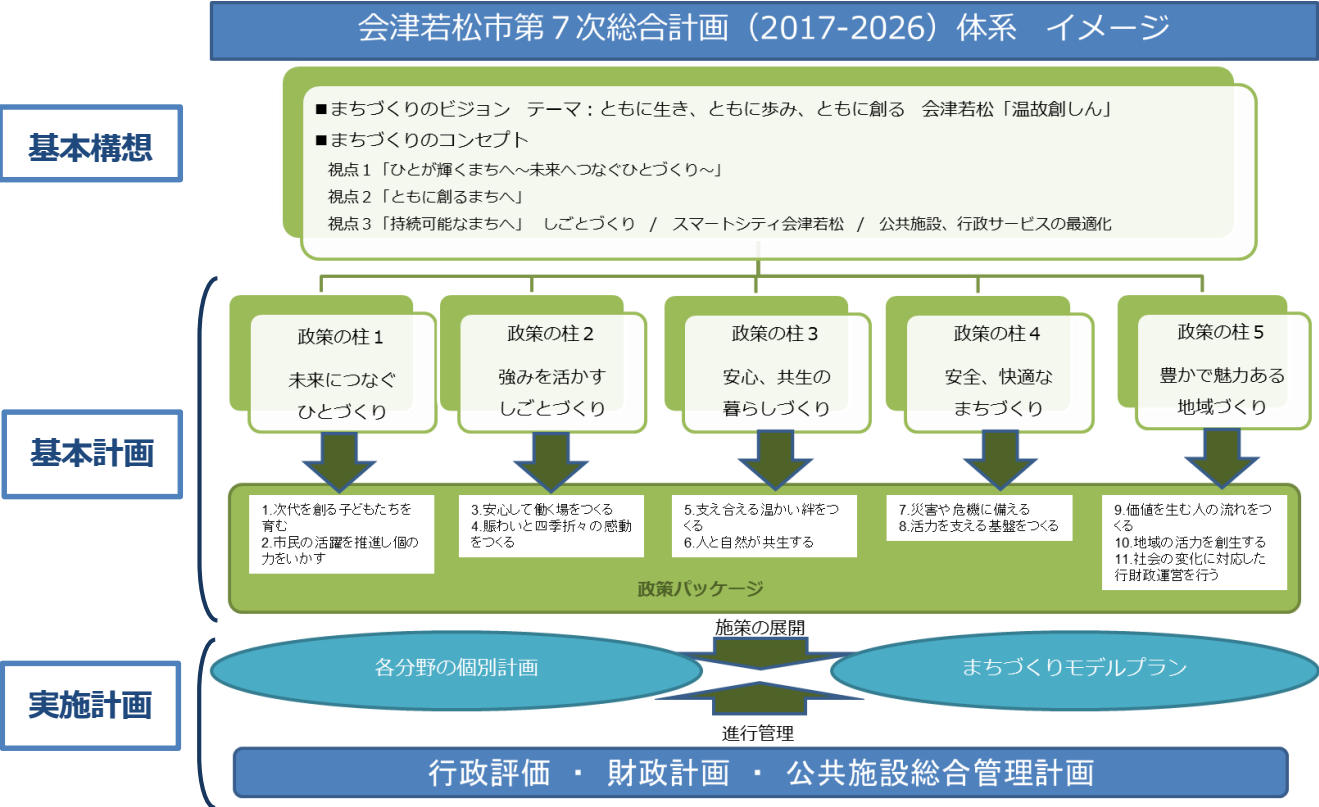 会津若松市第７次総合計画（2017-2026）体系　イメージ
基本構想
■まちづくりのビジョン　テーマ：ともに生き、ともに歩み、ともに創る　会津若松「温故創しん」
■まちづくりのコンセプト
視点１「ひとが輝くまちへ～未来へつなぐひとづくり～」
視点２「ともに創るまちへ」
視点３「持続可能なまちへ」　しごとづくり　/　スマートシティ会津若松　/　公共施設、行政サービスの最適化
基本計画
政策の柱１
未来につなぐ
ひとづくり
政策の柱２
強みを活かす
しごとづくり
政策の柱３
安心、共生の
暮らしづくり
政策の柱４
安全、快適な
まちづくり
政策の柱５
豊かで魅力ある
地域づくり
1.次代を創る子どもたちを
育む
2.市民の活躍を推進し個の
力をいかす
3.安心して働く場をつくる
4.賑わいと四季折々の感動
をつくる
5.支え合える温かい絆をつ
くる
6.人と自然が共生する
7.災害や危機に備える
8.活力を支える基盤をつくる
9.価値を生む人の流れをつ
くる
10.地域の活力を創生する
11.社会の変化に対応した
行財政運営を行う
政策パッケージ
実施計画
施策の展開
各分野の個別計画
まちづくりモデルプラン
進行管理
行政評価　・　財政計画　・　公共施設総合管理計画